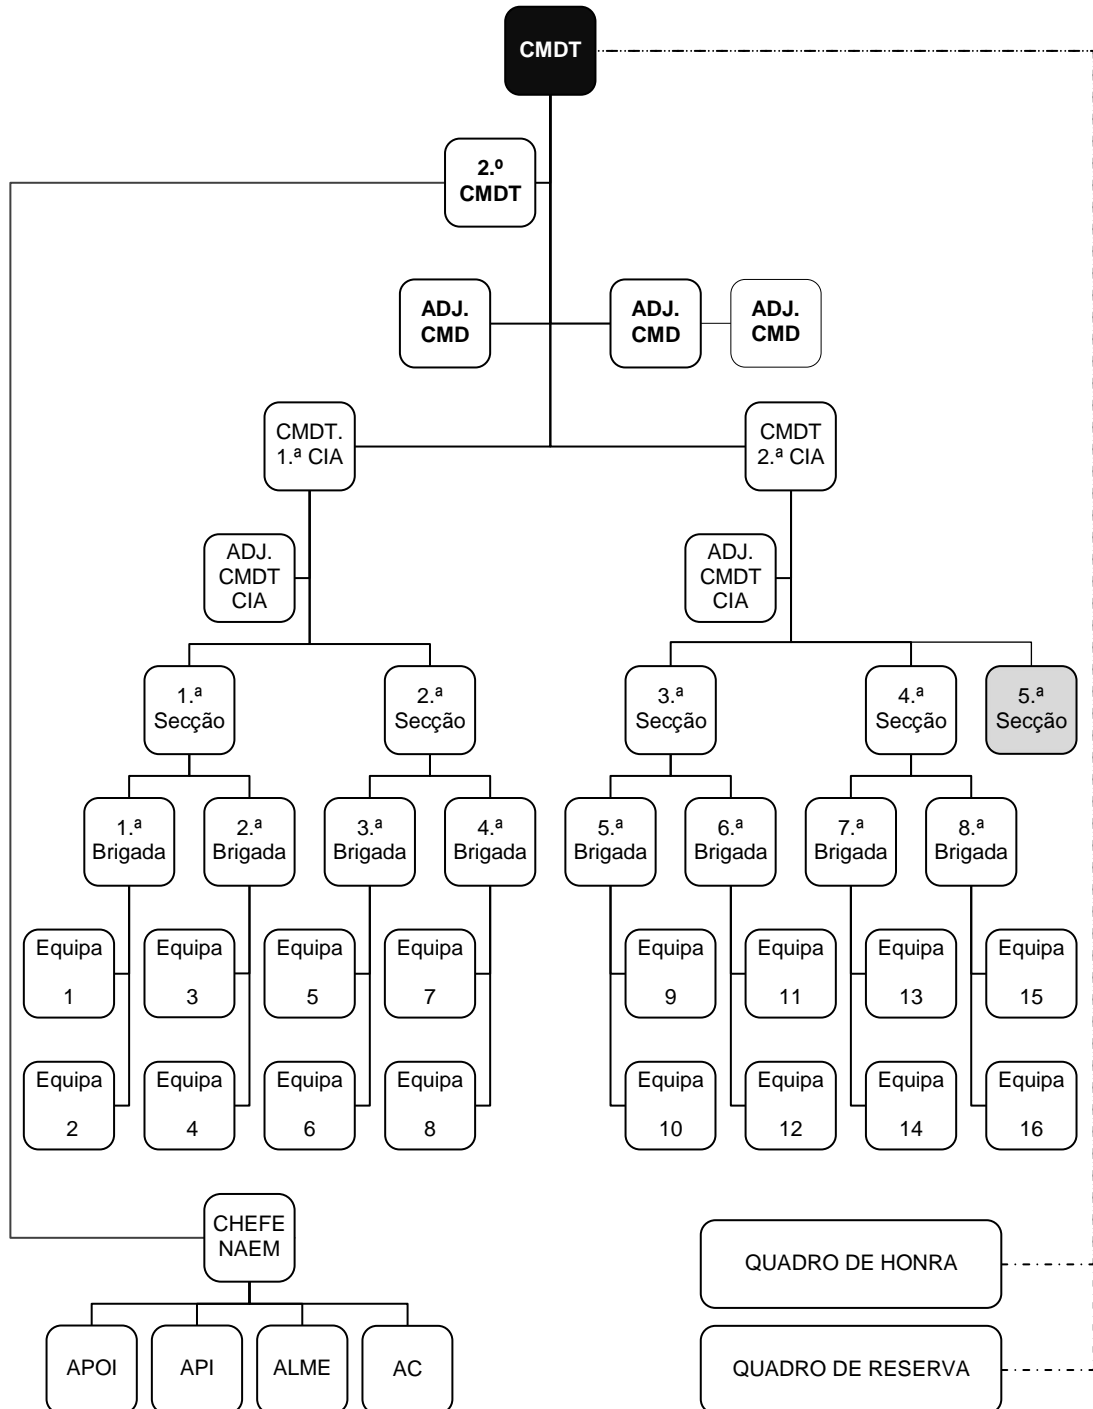 CMDT
2.º
CMDT
ADJ.
CMD
ADJ.
CMD
ADJ.
CMD
CMDT.
1.ª CIA
CMDT
2.ª CIA
ADJ.
CMDT
CIA
ADJ.
CMDT
CIA
1.ª
Secção
2.ª
Secção
3.ª
Secção
4.ª
Secção
5.ª
Secção
1.ª
Brigada
2.ª
Brigada
3.ª
Brigada
4.ª
Brigada
5.ª
Brigada
6.ª
Brigada
7.ª
Brigada
8.ª
Brigada
Equipa
1
Equipa
3
Equipa
5
Equipa
7
Equipa
9
Equipa
11
Equipa
13
Equipa
15
Equipa
2
Equipa
4
Equipa
6
Equipa
8
Equipa
10
Equipa
12
Equipa
14
Equipa
16
CHEFE
NAEM
QUADRO DE HONRA
APOI
API
ALME
AC
QUADRO DE RESERVA